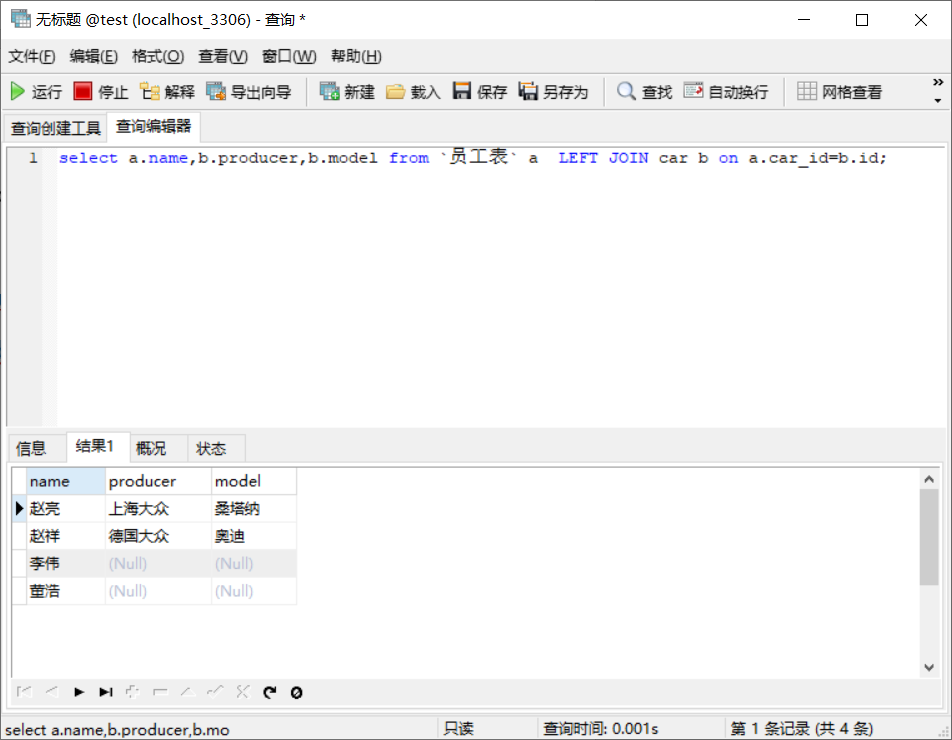 无标题 @test (localhost_3306) - 查询 *
文件(F) 编辑(E) 格式(O) 查看(V) 窗口(W) 帮助(H)
运行 停止 解释 导出向导 新建 载入 保存 另存为 查找 自动换行 网格查看 »
查询创建工具 查询编辑器
1 select a.name,b.producer,b.model from `员工表` a  LEFT JOIN car b on a.car_id=b.id;
信息 结果1 概况 状态
name producer model
赵亮 上海大众 桑塔纳
赵祥 德国大众 奥迪
李伟 (Null) (Null)
董浩 (Null) (Null)
select a.name,b.producer,b.mo 只读 查询时间: 0.001s 第 1 条记录 (共 4 条)